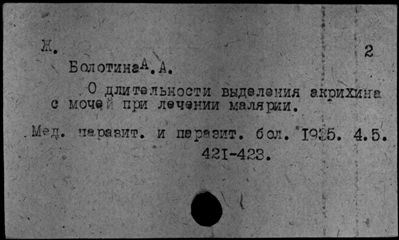 Ж. 2
Болотина А. А.
О длительности выделения акрихина
с мочей при лечении малярии.
Мед. паразит. и паразит. бол. 1935. 4.5.
421-423.